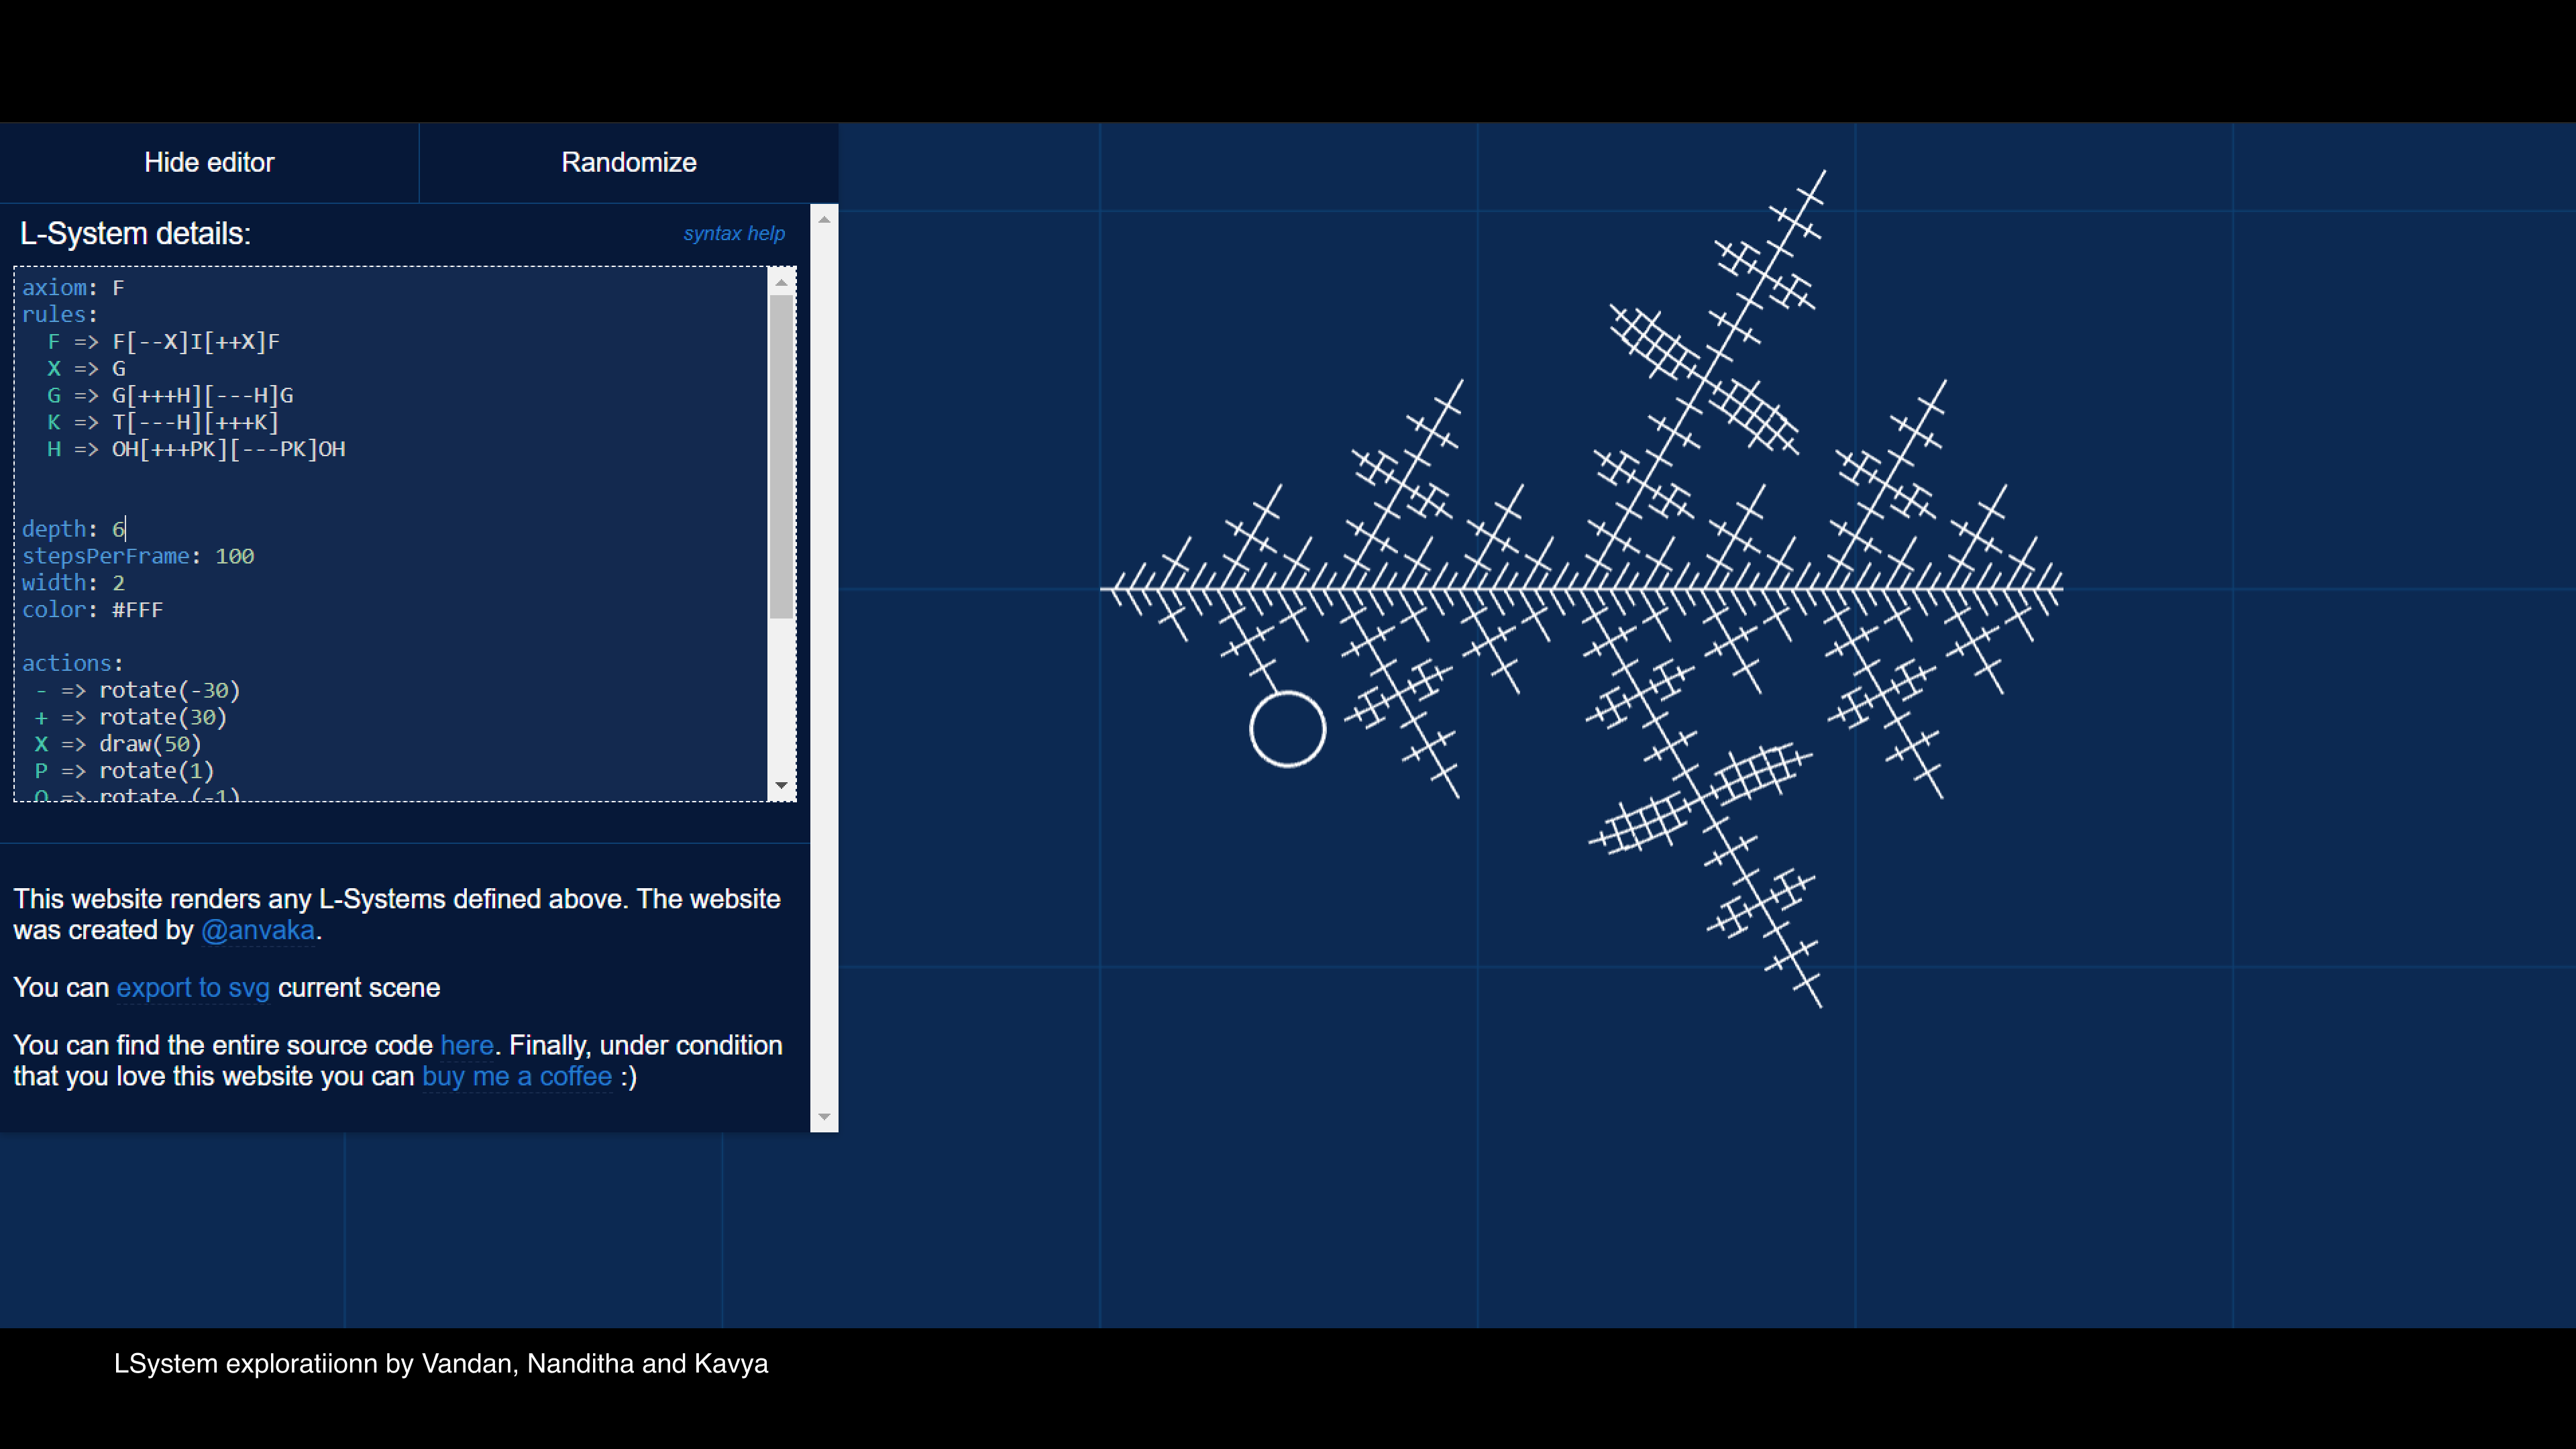 Hide editor
Randomize
L-System details:
syntax help
axiom: F
rules:
F => F[--X]I[++X]F
X => G
G => G[+++H][---H]G
K => T[---H][+++K]
H => OH[+++PK][---PK]OH
depth: 6
stepsPerFrame: 100
width: 2
color: #FFF
actions:
- => rotate(-30)
+ => rotate(30)
X => draw(50)
P => rotate(1)
O => rotate (-1)
This website renders any L-Systems defined above. The website
was created by @anvaka.
You can export to svg current scene
You can find the entire source code here. Finally, under condition
that you love this website you can buy me a coffee :)
LSystem exploratiionn by Vandan, Nanditha and Kavya